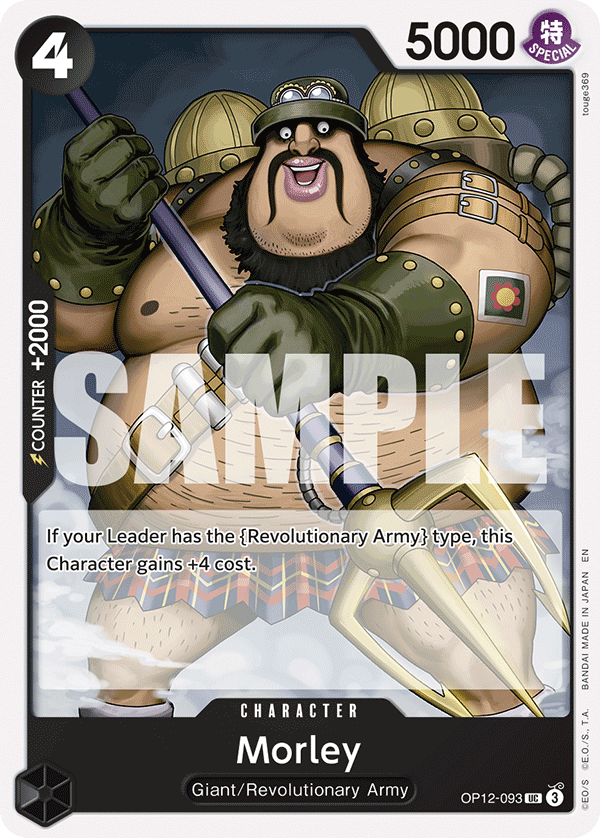 4
5000
特
SPECIAL
touge369
COUNTER +2000
SAMPLE
If your Leader has the {Revolutionary Army} type, this
Character gains +4 cost.
CHARACTER
Morley
Giant/Revolutionary Army
OP12-093 UC 3
©EO/S ©E.O./S., T.A. BANDAI MADE IN JAPAN EN